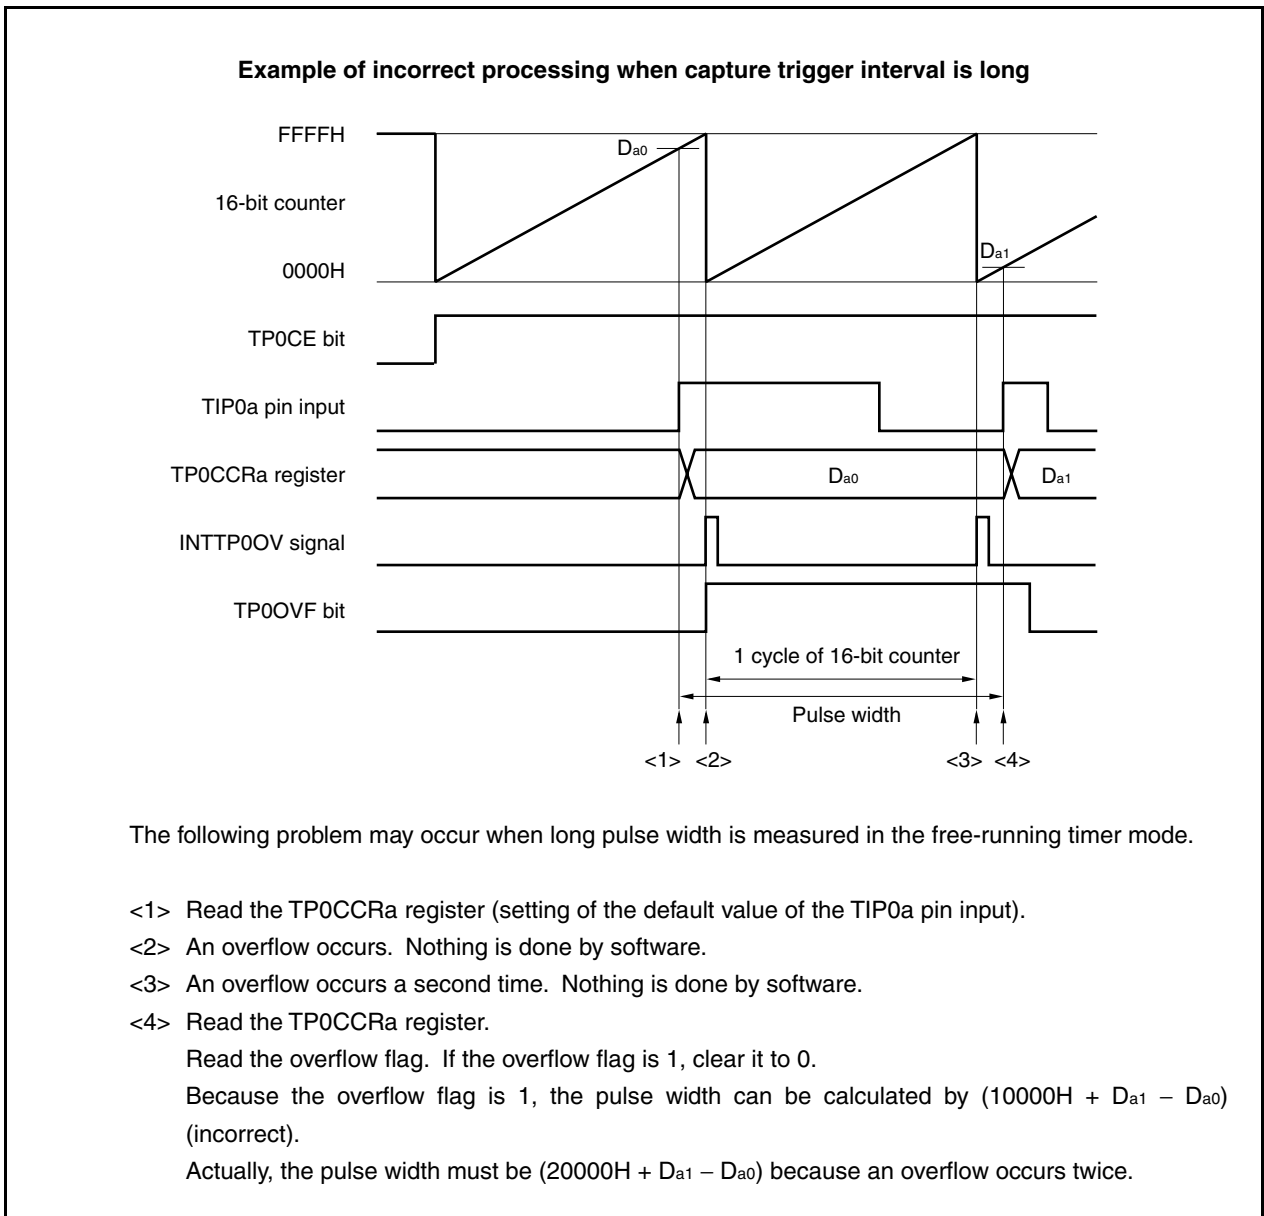 Example of incorrect processing when capture trigger interval is long
FFFFH
Da0
16-bit counter
Da1
0000H
TP0CE bit
TIP0a pin input
TP0CCRa register
Da0
Da1
INTTP0OV signal
TP0OVF bit
1 cycle of 16-bit counter
Pulse width
<1> <2> <3> <4>
The following problem may occur when long pulse width is measured in the free-running timer mode.
<1> Read the TP0CCRa register (setting of the default value of the TIP0a pin input).
<2> An overflow occurs. Nothing is done by software.
<3> An overflow occurs a second time. Nothing is done by software.
<4> Read the TP0CCRa register.
Read the overflow flag. If the overflow flag is 1, clear it to 0.
Because the overflow flag is 1, the pulse width can be calculated by (10000H + Da1 − Da0)
(incorrect).
Actually, the pulse width must be (20000H + Da1 − Da0) because an overflow occurs twice.